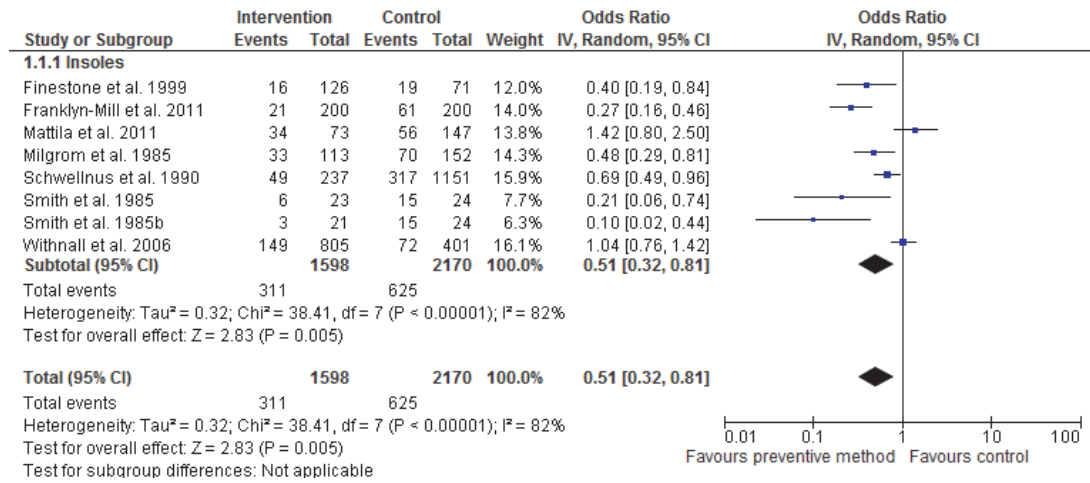 Intervention Control Odds Ratio Odds Ratio
Study or Subgroup Events Total Events Total Weight IV, Random, 95% CI IV, Random, 95% CI
1.1.1 Insoles
Finestone et al. 1999 16 126 19 71 12.0% 0.40 [0.19, 0.84]
Franklyn-Mill et al. 2011 21 200 61 200 14.0% 0.27 [0.16, 0.46]
Mattila et al. 2011 34 73 56 147 13.8% 1.42 [0.80, 2.50]
Milgrom et al. 1985 33 113 70 152 14.3% 0.48 [0.29, 0.81]
Schwellnus et al. 1990 49 237 317 1151 15.9% 0.69 [0.49, 0.96]
Smith et al. 1985 6 23 15 24 7.7% 0.21 [0.06, 0.74]
Smith et al. 1985b 3 21 15 24 6.3% 0.10 [0.02, 0.44]
Withnall et al. 2006 149 805 72 401 16.1% 1.04 [0.76, 1.42]
Subtotal (95% CI) 1598 2170 100.0% 0.51 [0.32, 0.81]
Total events 311 625
Heterogeneity: Tau² = 0.32; Chi² = 38.41, df = 7 (P < 0.00001); I² = 82%
Test for overall effect: Z = 2.83 (P = 0.005)
Total (95% CI) 1598 2170 100.0% 0.51 [0.32, 0.81]
Total events 311 625
Heterogeneity: Tau² = 0.32; Chi² = 38.41, df = 7 (P < 0.00001); I² = 82%
Test for overall effect: Z = 2.83 (P = 0.005)
Test for subgroup differences: Not applicable
0.01 0.1 1 10 100
Favours preventive method Favours control